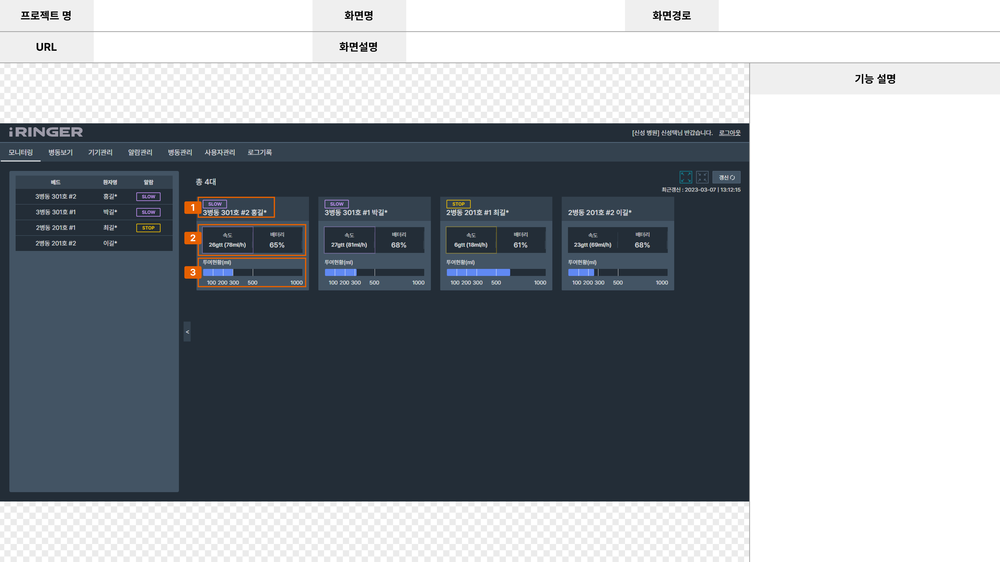 프로젝트 명
화면명
화면경로
URL
화면설명
기능 설명
iRINGER
[신성 병원] 신성택님 반갑습니다. 로그아웃
모니터링 병동보기 기기관리 알람관리 병동관리 사용자관리 로그기록
베드 환자명 알람
3병동 301호 #2 홍길* SLOW
3병동 301호 #1 박길* SLOW
2병동 201호 #1 최길* STOP
2병동 201호 #2 이길*
<
총 4대
갱신
최근갱신 : 2023-03-07 | 13:12:15
1
SLOW
3병동 301호 #2 홍길*
2
속도 배터리
26gtt (78ml/h) 65%
3
투여현황(ml)
100 200 300 500 1000
SLOW
3병동 301호 #1 박길*
속도 배터리
27gtt (81ml/h) 68%
투여현황(ml)
100 200 300 500 1000
STOP
2병동 201호 #1 최길*
속도 배터리
6gtt (18ml/h) 61%
투여현황(ml)
100 200 300 500 1000
2병동 201호 #2 이길*
속도 배터리
23gtt (69ml/h) 68%
투여현황(ml)
100 200 300 500 1000